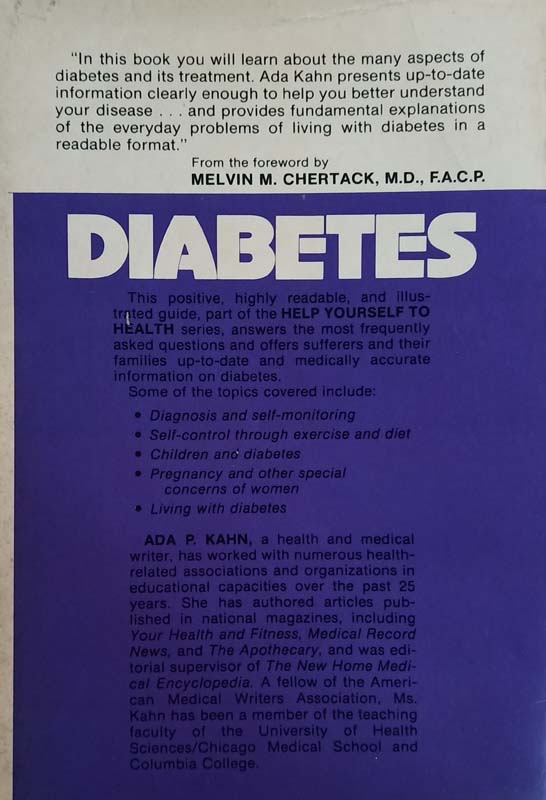 "In this book you will learn about the many aspects of
diabetes and its treatment. Ada Kahn presents up-to-date
information clearly enough to help you better understand
your disease . . . and provides fundamental explanations
of the everyday problems of living with diabetes in a
readable format."
From the foreword by
MELVIN M. CHERTACK, M.D., F.A.C.P.
DIABETES
This positive, highly readable, and illus-
trated guide, part of the HELP YOURSELF TO
HEALTH series, answers the most frequently
asked questions and offers sufferers and their
families up-to-date and medically accurate
information on diabetes.
Some of the topics covered include:
• Diagnosis and self-monitoring
• Self-control through exercise and diet
• Children and diabetes
• Pregnancy and other special
concerns of women
• Living with diabetes
ADA P. KAHN, a health and medical
writer, has worked with numerous health-
related associations and organizations in
educational capacities over the past 25
years. She has authored articles pub-
lished in national magazines, including
Your Health and Fitness, Medical Record
News, and The Apothecary, and was edi-
torial supervisor of The New Home Medi-
cal Encyclopedia. A fellow of the Ameri-
can Medical Writers Association, Ms.
Kahn has been a member of the teaching
faculty of the University of Health
Sciences/Chicago Medical School and
Columbia College.